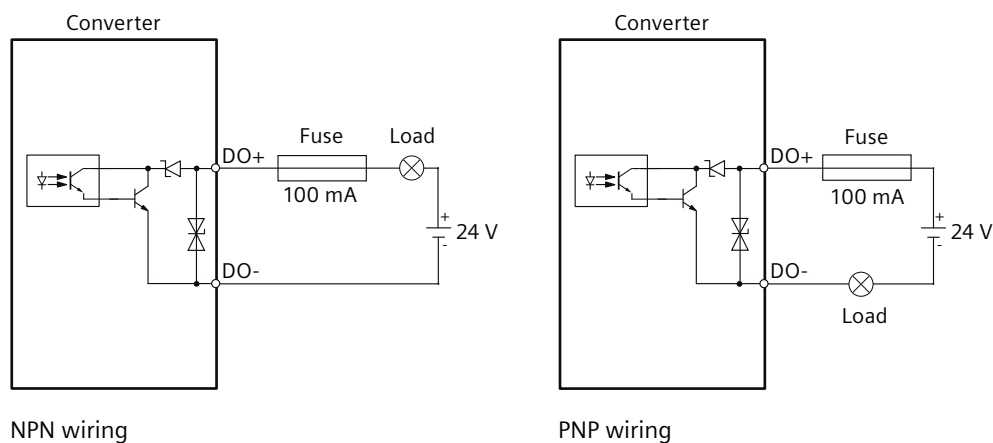 Converter
Fuse
Load
DO+
100 mA
+
24 V
-
DO-
NPN wiring
Converter
Fuse
DO+
100 mA
+
24 V
-
DO-
Load
PNP wiring